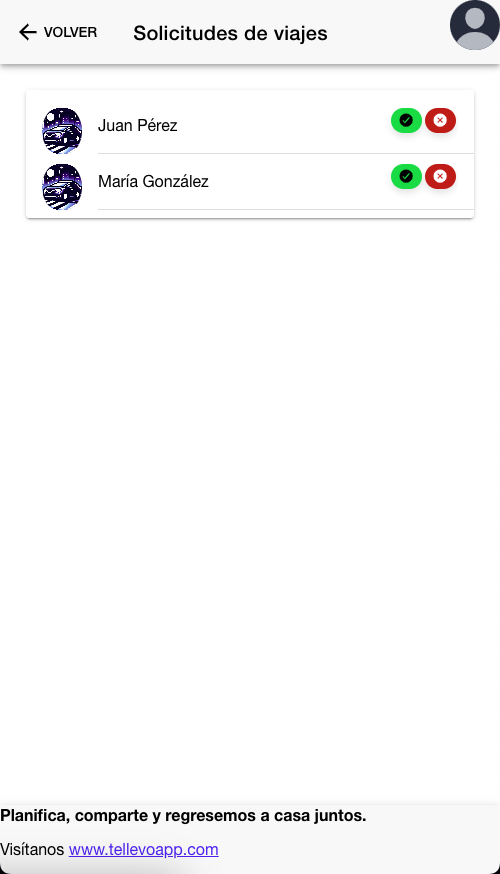 VOLVER Solicitudes de viajes
Juan Pérez
María González
Planifica, comparte y regresemos a casa juntos.
Visítanos www.tellevoapp.com